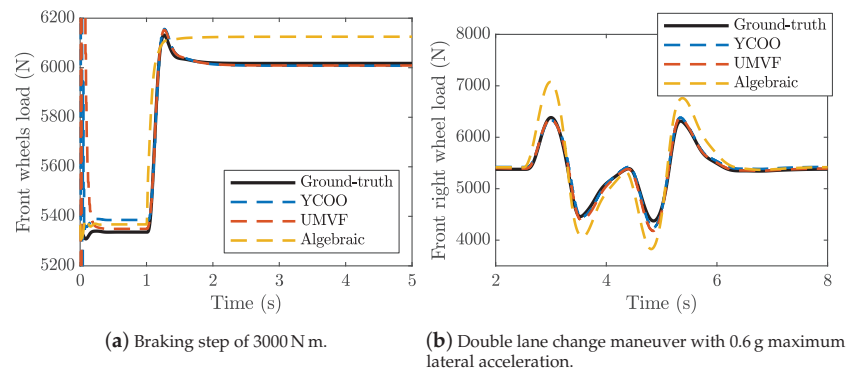 Front wheels load (N)
6200
6000
5800
5600
5400
5200
0
1
2
3
4
5
Time (s)
Ground-truth
YCOO
UMVF
Algebraic
(a) Braking step of 3000 N m.
Front right wheel load (N)
8000
7000
6000
5000
4000
2
4
6
8
Time (s)
Ground-truth
YCOO
UMVF
Algebraic
(b) Double lane change maneuver with 0.6 g maximum
lateral acceleration.